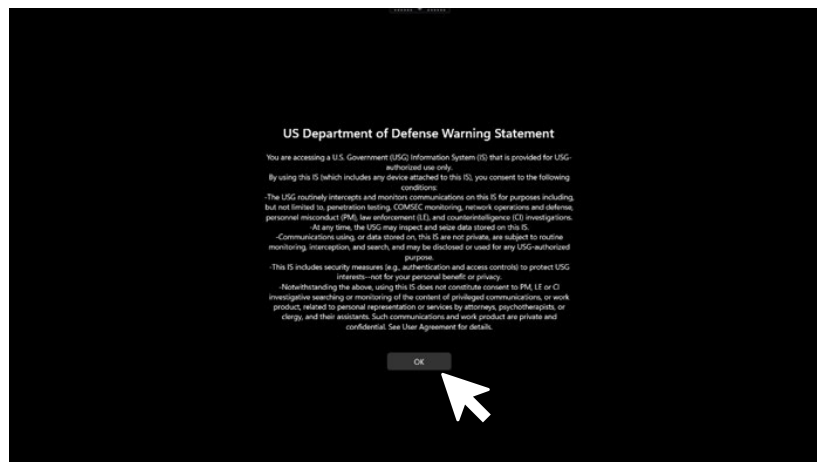 US Department of Defense Warning Statement
You are accessing a U.S. Government (USG) Information System (IS) that is provided for USG-
authorized use only.
By using this IS (which includes any device attached to this IS), you consent to the following
conditions:
-The USG routinely intercepts and monitors communications on this IS for purposes including,
but not limited to, penetration testing, COMSEC monitoring, network operations and defense,
personnel misconduct (PM), law enforcement (LE), and counterintelligence (CI) investigations.
-At any time, the USG may inspect and seize data stored on this IS.
-Communications using, or data stored on, this IS are not private, are subject to routine
monitoring, interception, and search, and may be disclosed or used for any USG-authorized
purpose.
-This IS includes security measures (e.g., authentication and access controls) to protect USG
interests--not for your personal benefit or privacy.
-Notwithstanding the above, using this IS does not constitute consent to PM, LE or CI
investigative searching or monitoring of the content of privileged communications, or work
product, related to personal representation or services by attorneys, psychotherapists, or
clergy, and their assistants. Such communications and work product are private and
confidential. See User Agreement for details.
OK